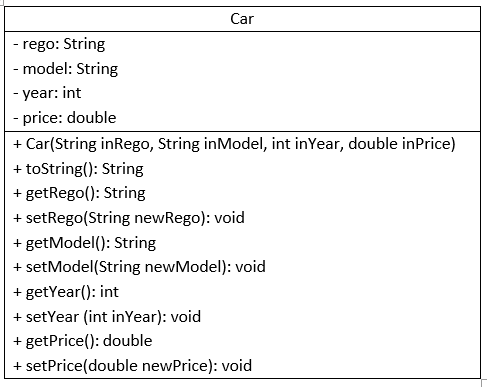 Car
- rego: String
- model: String
- year: int
- price: double
+ Car(String inRego, String inModel, int inYear, double inPrice)
+ toString(): String
+ getRego(): String
+ setRego(String newRego): void
+ getModel(): String
+ setModel(String newModel): void
+ getYear(): int
+ setYear (int inYear): void
+ getPrice(): double
+ setPrice(double newPrice): void